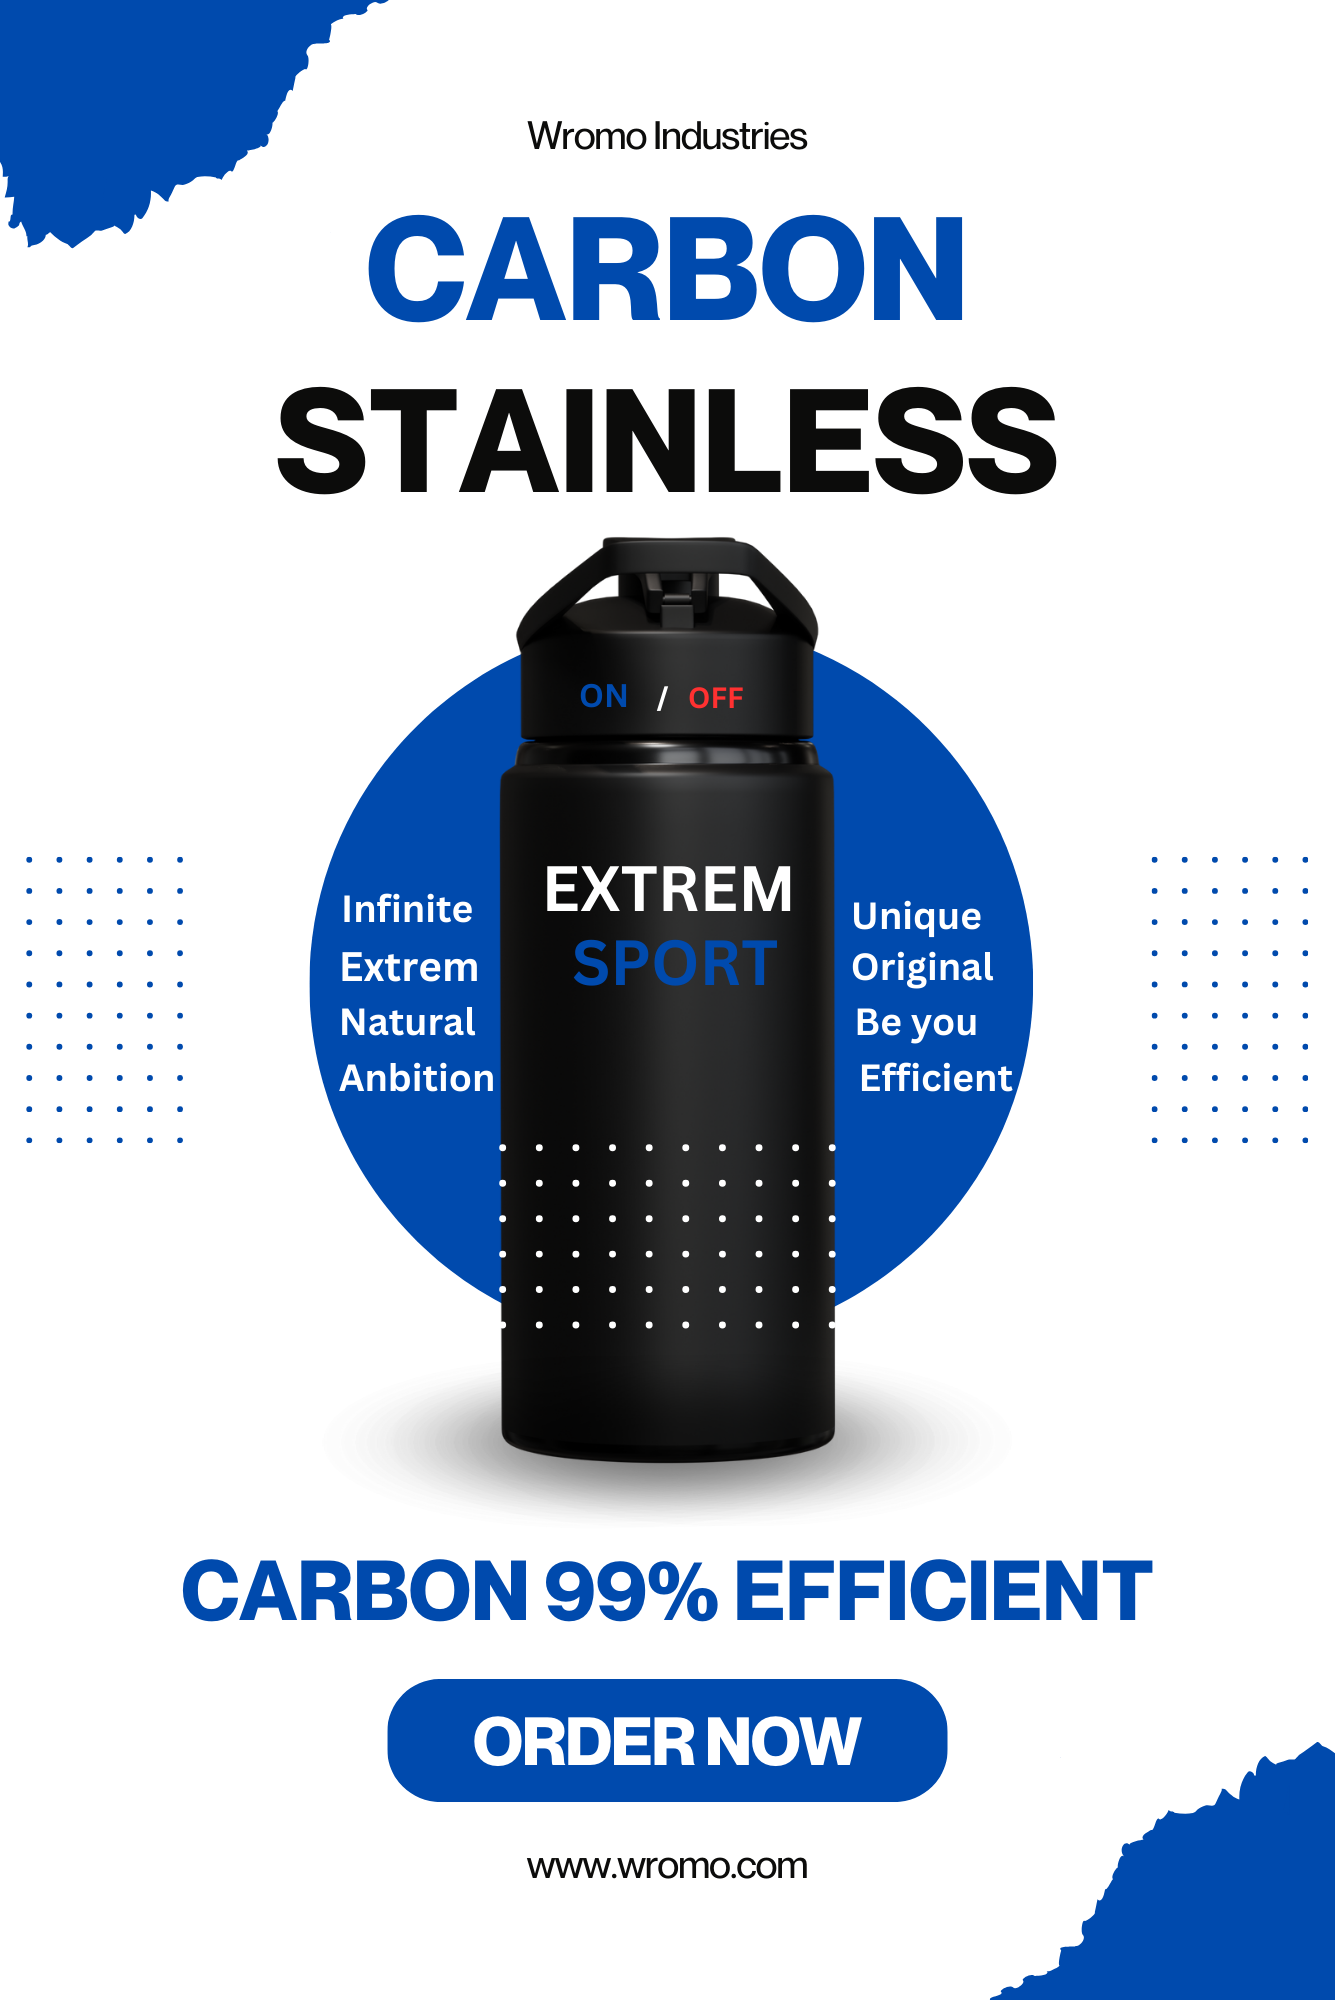 Wromo Industries
CARBON
STAINLESS
ON / OFF
EXTREM
SPORT
Infinite
Extrem
Natural
Anbition
Unique
Original
Be you
Efficient
CARBON 99% EFFICIENT
ORDER NOW
www.wromo.com